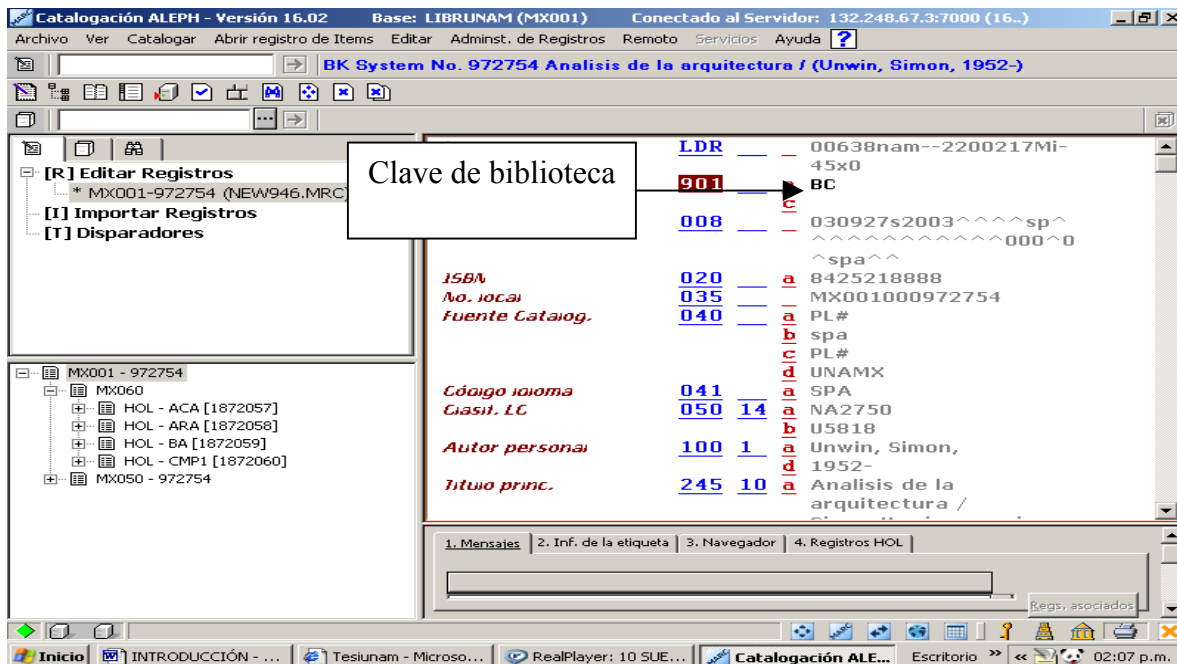 Catalogación ALEPH - Versión 16.02 Base: LIBRUNAM (MX001) Conectado al Servidor: 132.248.67.3:7000 (16..)
Archivo Ver Catalogar Abrir registro de Items Editar Adminst. de Registros Remoto Servicios Ayuda ?
BK System No. 972754 Analisis de la arquitectura / (Unwin, Simon, 1952-)
[R] Editar Registros
* MX001-972754 (NEW946.MRC)
[I] Importar Registros
[T] Disparadores
Clave de biblioteca
LDR 00638nam--2200217Mi-
45x0
901 BC
c
008 030927s2003^^^^sp^
^^^^^^^^^^^^000^0
^spa^^
ISBN 020 a 8425218888
No. local 035 MX001000972754
Fuente Catalog. 040 a PL#
b spa
c PL#
d UNAMX
Código idioma 041 a SPA
Clasif. LC 050 14 a NA2750
b U5818
Autor personal 100 1 a Unwin, Simon,
d 1952-
Titulo princ. 245 10 a Analisis de la
arquitectura /
MX001 - 972754
MX060
HOL - ACA [1872057]
HOL - ARA [1872058]
HOL - BA [1872059]
HOL - CMP1 [1872060]
MX050 - 972754
1. Mensajes 2. Inf. de la etiqueta 3. Navegador 4. Registros HOL
Regs. asociados
Inicio INTRODUCCIÓN - ... Tesiunam - Microso... RealPlayer: 10 SUE... Catalogación ALE... Escritorio » « 02:07 p.m.